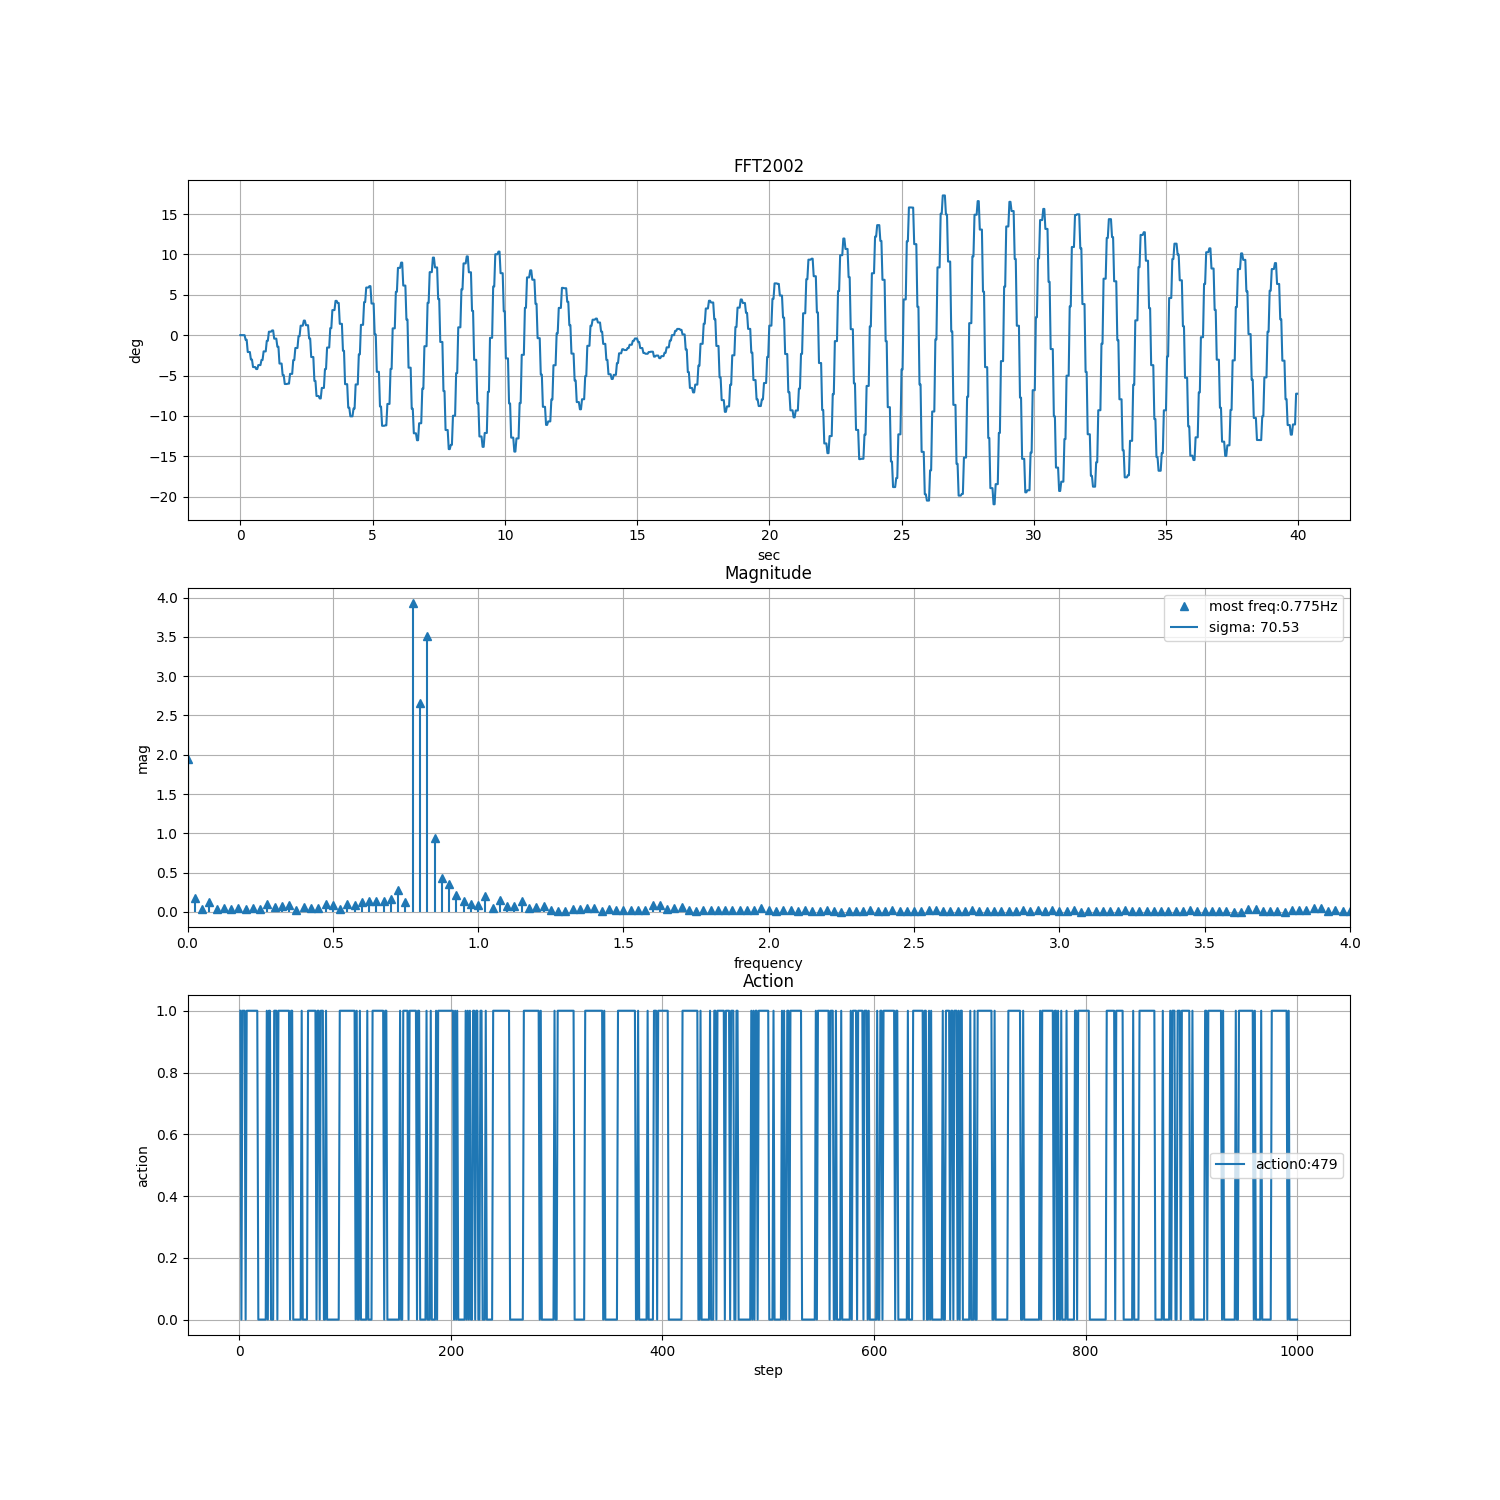 FFT2002
15
10
5
0
−5
−10
−15
−20
deg
0 5 10 15 20 25 30 35 40
sec
Magnitude
4.0
3.5
3.0
2.5
2.0
1.5
1.0
0.5
0.0
mag
most freq:0.775Hz
sigma: 70.53
0.0 0.5 1.0 1.5 2.0 2.5 3.0 3.5 4.0
frequency
Action
1.0
0.8
0.6
0.4
0.2
0.0
action
action0:479
0 200 400 600 800 1000
step